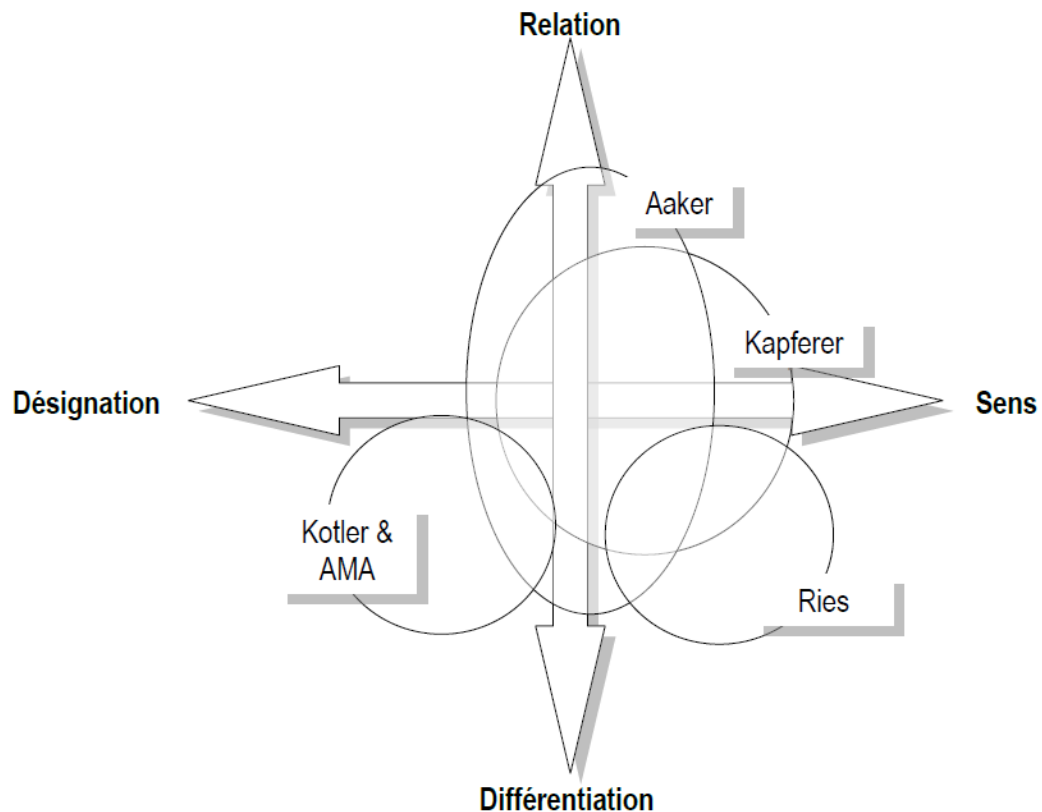 Relation
Aaker
Kapferer
Désignation
Sens
Kotler &
AMA
Ries
Différentiation